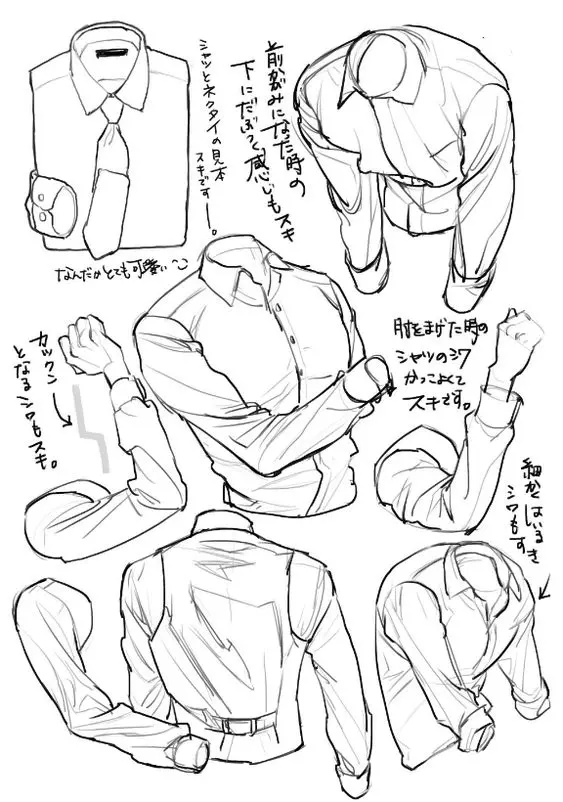 前かがみになった時の
下にだぶつく感じもスキ
シャツとネクタイの見本
スキです
なんだかとても可愛い
肘をまげた時の
シャツのシワ
かっこよくて
スキです。
カックン
となるシワもスキ。
細かくはいる
シワもすき